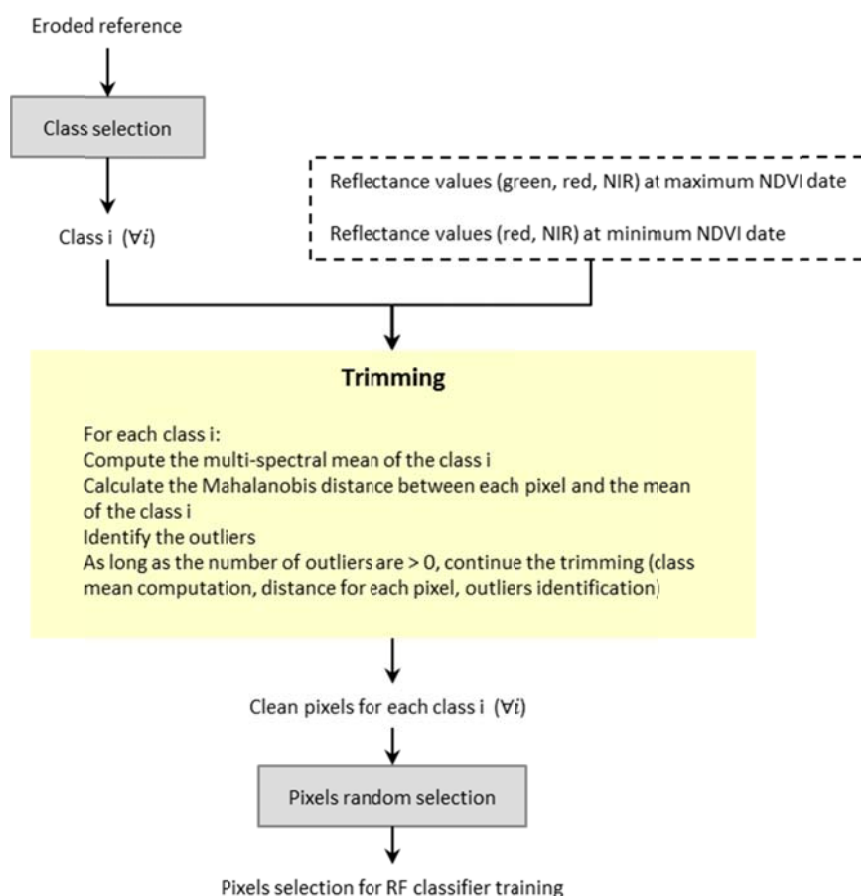 Eroded reference
Class selection
Reflectance values (green, red, NIR) at maximum NDVI date
Reflectance values (red, NIR) at minimum NDVI date
Class i (∀i)
Trimming
For each class i:
Compute the multi-spectral mean of the class i
Calculate the Mahalanobis distance between each pixel and the mean
of the class i
Identify the outliers
As long as the number of outliers are > 0, continue the trimming (class
mean computation, distance for each pixel, outliers identification)
Clean pixels for each class i (∀i)
Pixels random selection
Pixels selection for RF classifier training